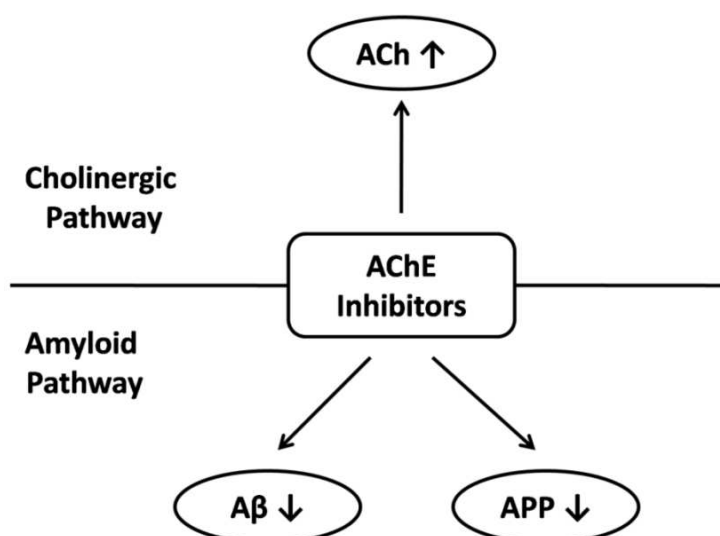 ACh ↑
Cholinergic
Pathway
AChE
Inhibitors
Amyloid
Pathway
Aβ ↓
APP ↓